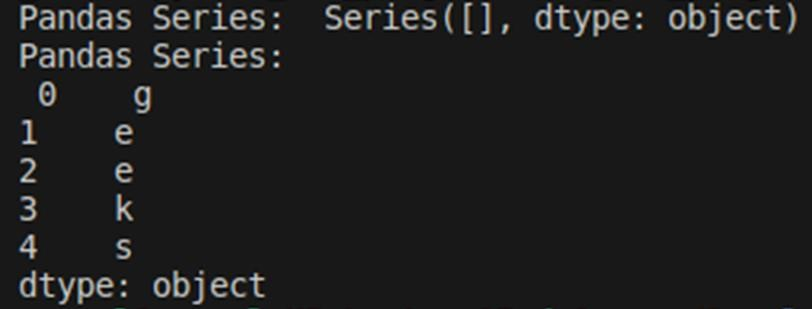 Pandas Series:  Series([], dtype: object)
Pandas Series:
 0    g
1    e
2    e
3    k
4    s
dtype: object